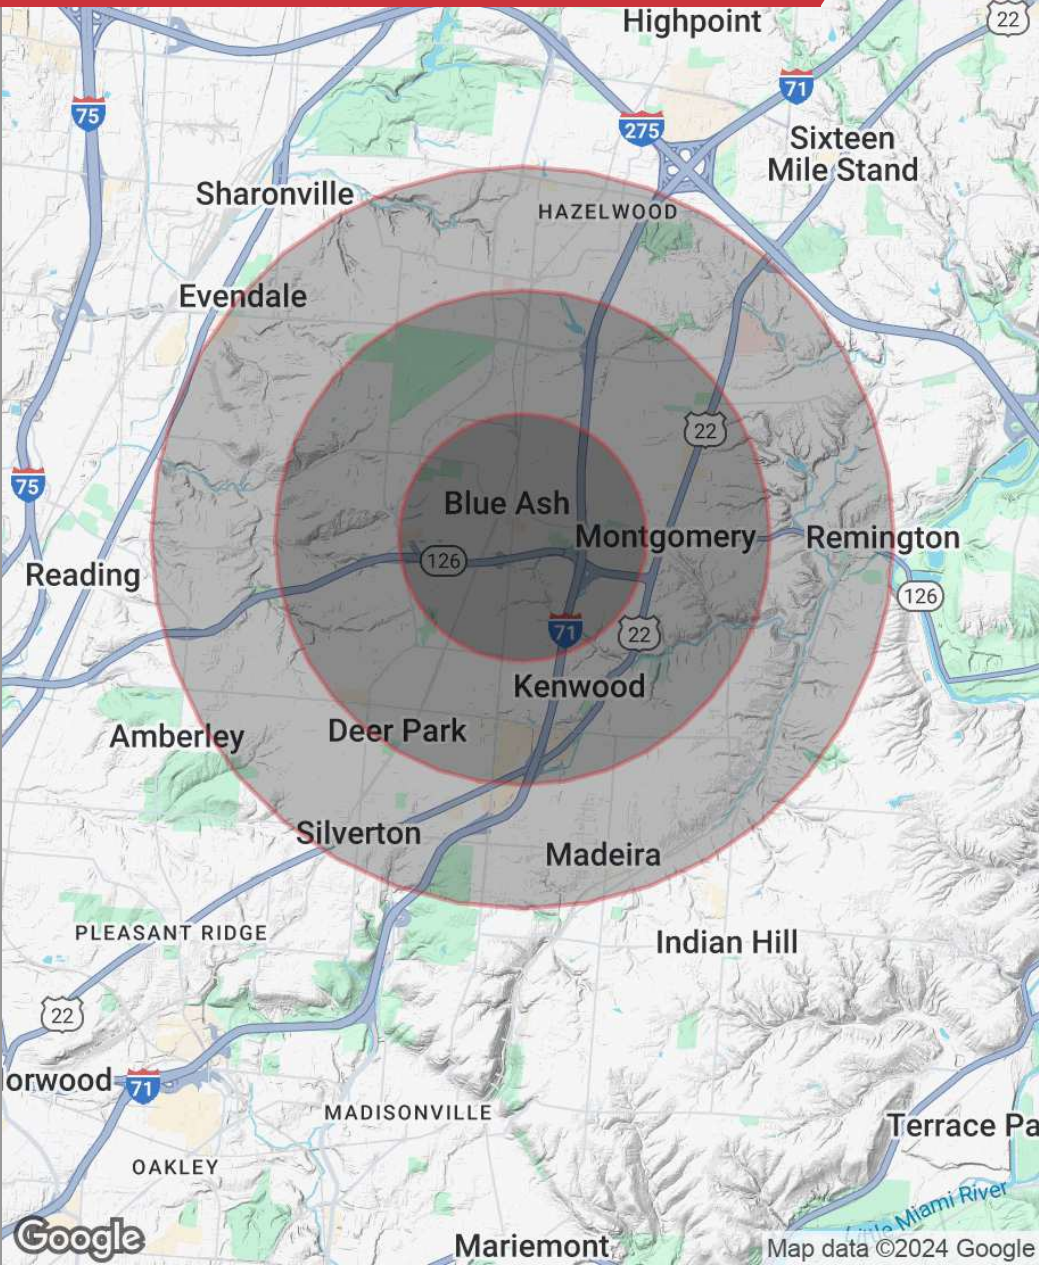 Highpoint
22
71
75
275
Sixteen
Mile Stand
Sharonville
HAZELWOOD
Evendale
22
75
Blue Ash
Montgomery
Remington
126
Reading
126
71
22
Kenwood
Deer Park
Amberley
Silverton
Madeira
PLEASANT RIDGE
Indian Hill
22
orwood
71
MADISONVILLE
Terrace Pa
OAKLEY
Little Miami River
Google
Mariemont
Map data ©2024 Google